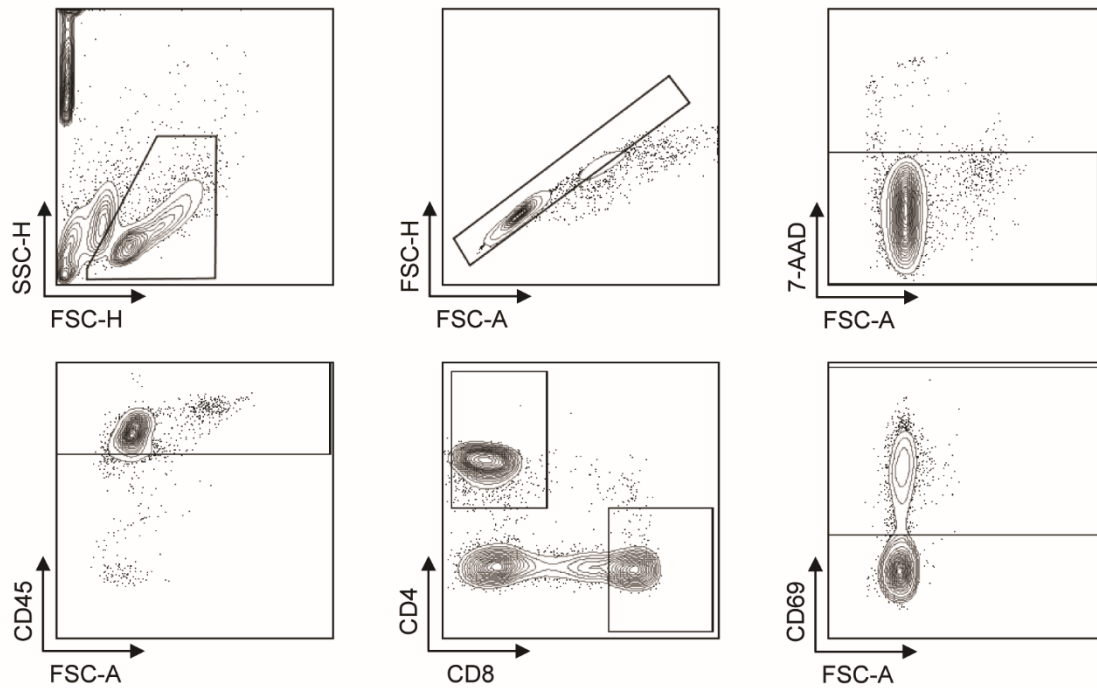 SSC-H
FSC-H
FSC-H
FSC-A
7-AAD
FSC-A
CD45
FSC-A
CD4
CD8
CD69
FSC-A